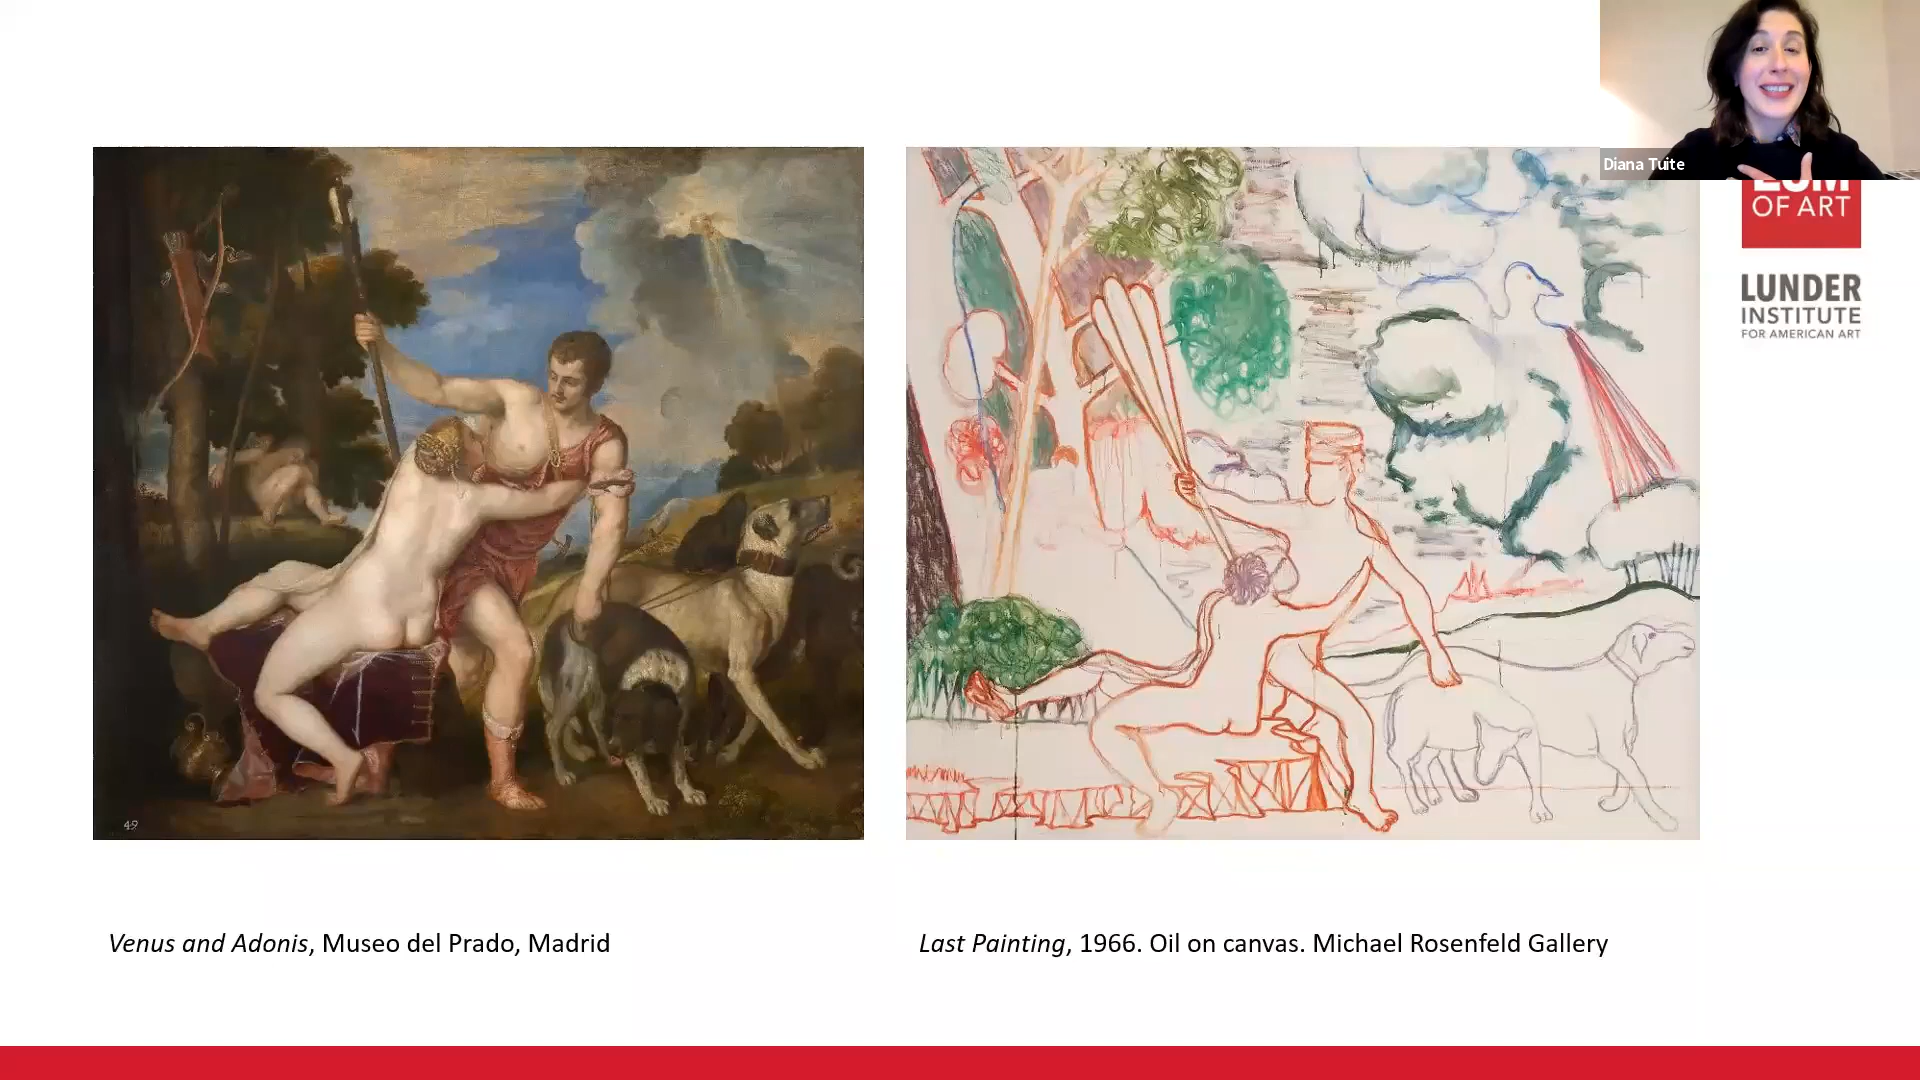 Diana Tuite
OF ART
LUNDER
INSTITUTE
FOR AMERICAN ART
49
Venus and Adonis, Museo del Prado, Madrid
Last Painting, 1966. Oil on canvas. Michael Rosenfeld Gallery